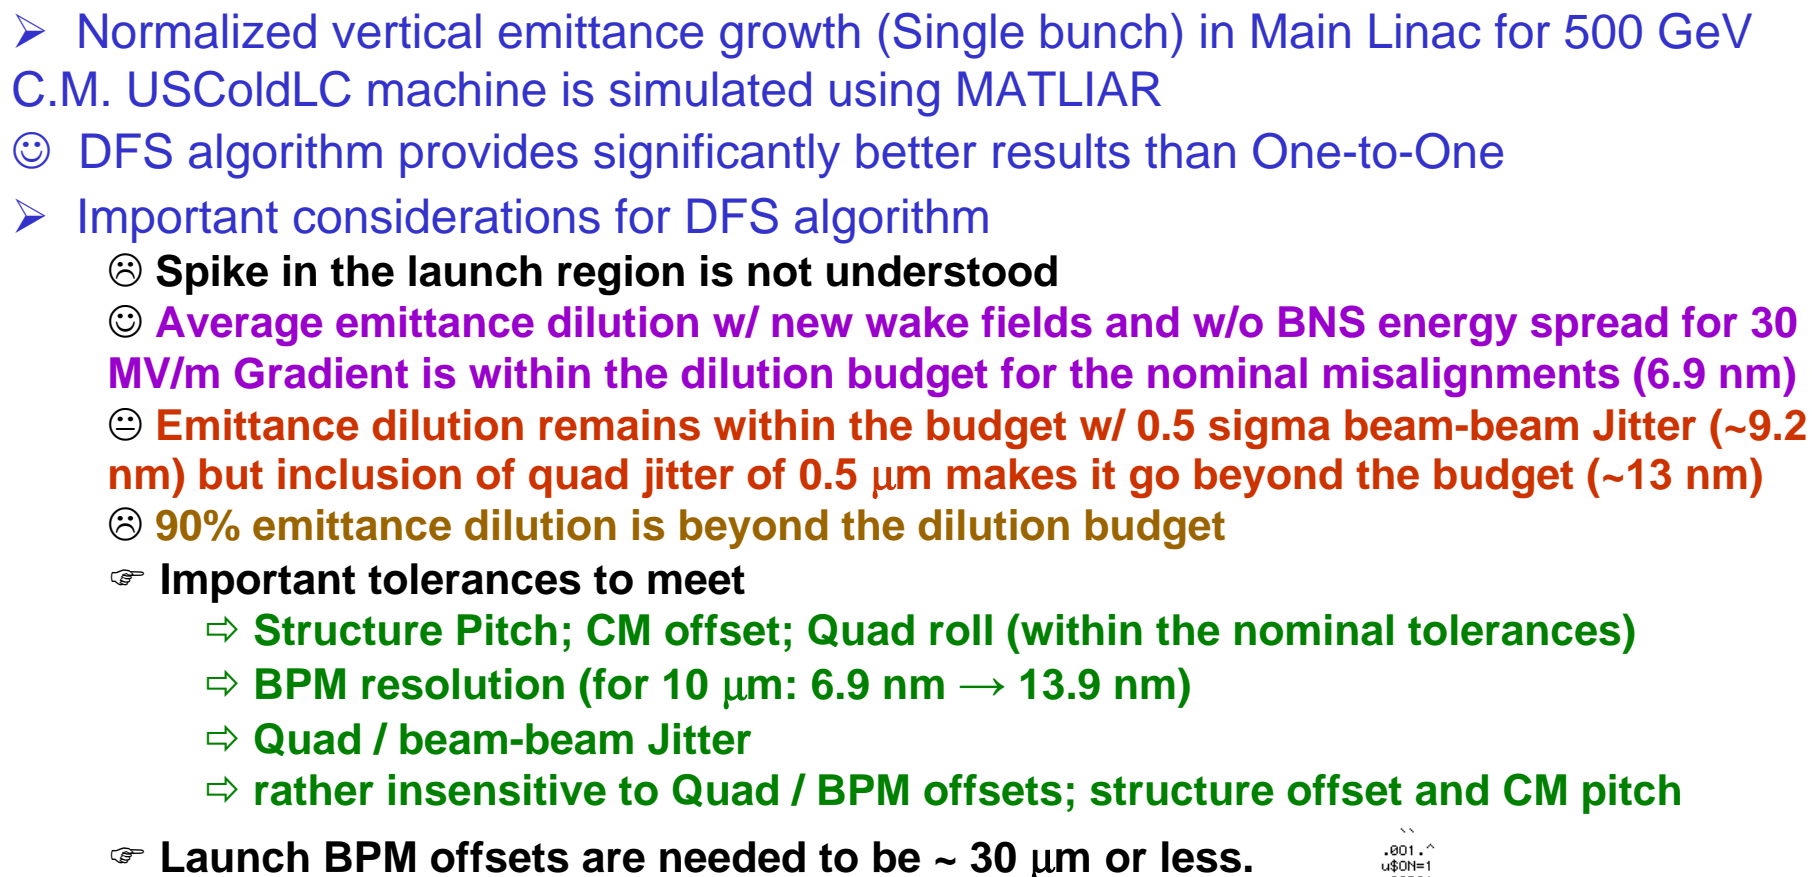 ➢ Normalized vertical emittance growth (Single bunch) in Main Linac for 500 GeV
C.M. USColdLC machine is simulated using MATLIAR
☺ DFS algorithm provides significantly better results than One-to-One
➢ Important considerations for DFS algorithm
☹ Spike in the launch region is not understood
☺ Average emittance dilution w/ new wake fields and w/o BNS energy spread for 30
MV/m Gradient is within the dilution budget for the nominal misalignments (6.9 nm)
😐 Emittance dilution remains within the budget w/ 0.5 sigma beam-beam Jitter (~9.2
nm) but inclusion of quad jitter of 0.5 μm makes it go beyond the budget (~13 nm)
☹ 90% emittance dilution is beyond the dilution budget
☞ Important tolerances to meet
⇨ Structure Pitch; CM offset; Quad roll (within the nominal tolerances)
⇨ BPM resolution (for 10 μm: 6.9 nm → 13.9 nm)
⇨ Quad / beam-beam Jitter
⇨ rather insensitive to Quad / BPM offsets; structure offset and CM pitch
☞ Launch BPM offsets are needed to be ~ 30 μm or less.
.001.^
u$ON=1